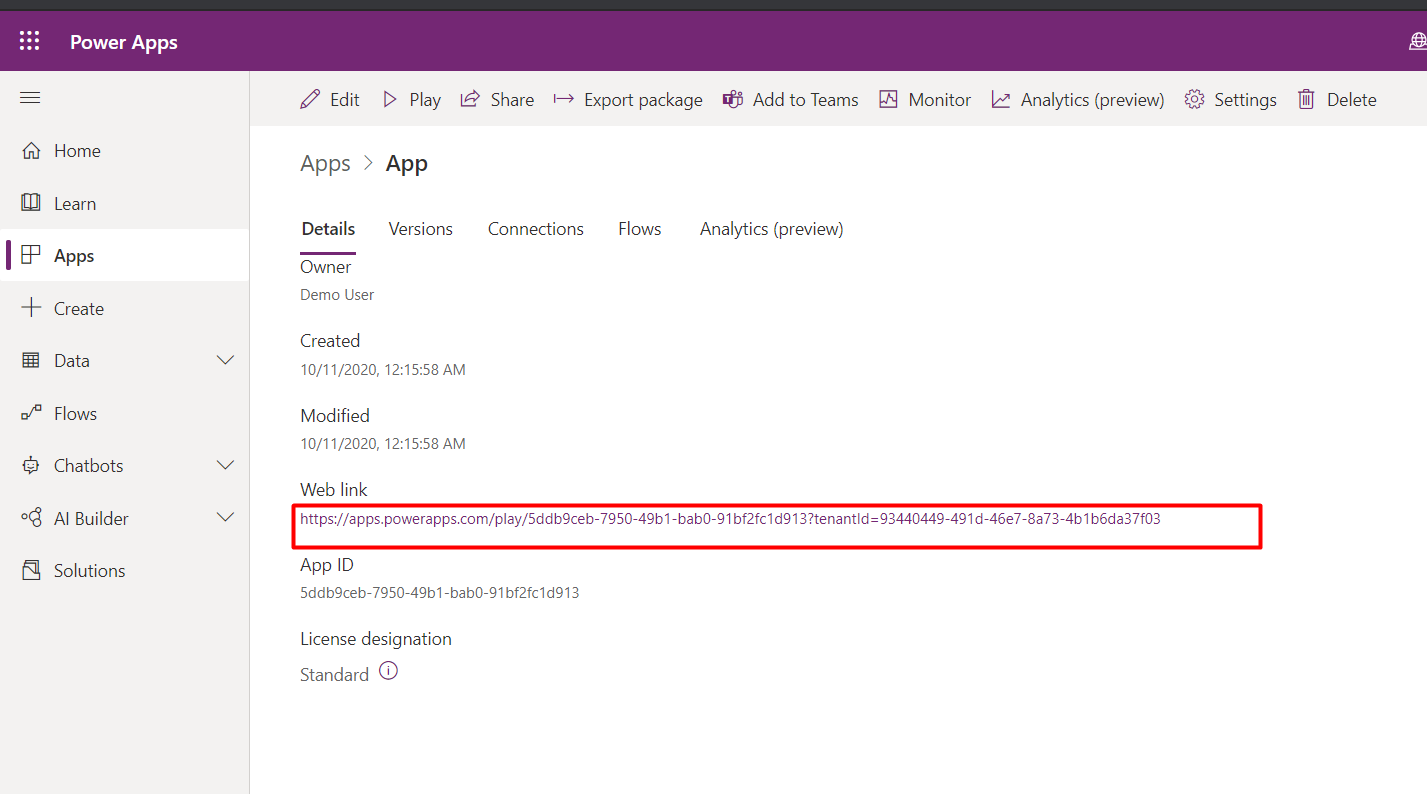 Power Apps
Edit Play Share Export package Add to Teams Monitor Analytics (preview) Settings Delete
Home
Learn
Apps
Create
Data
Flows
Chatbots
AI Builder
Solutions
Apps > App
Details Versions Connections Flows Analytics (preview)
Owner
Demo User
Created
10/11/2020, 12:15:58 AM
Modified
10/11/2020, 12:15:58 AM
Web link
https://apps.powerapps.com/play/5ddb9ceb-7950-49b1-bab0-91bf2fc1d913?tenantId=93440449-491d-46e7-8a73-4b1b6da37f03
App ID
5ddb9ceb-7950-49b1-bab0-91bf2fc1d913
License designation
Standard